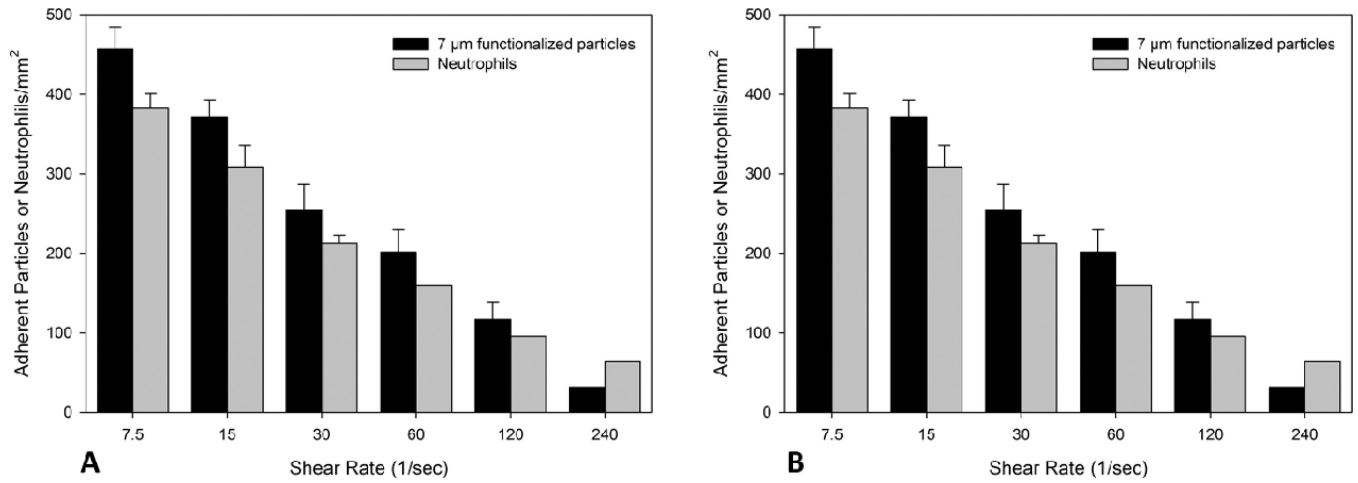 500
400
300
200
100
0
Adherent Particles or Neutrophlils/mm²
7 µm functionalized particles
Neutrophils
7.5 15 30 60 120 240
A
Shear Rate (1/sec)
500
400
300
200
100
0
Adherent Particles or Neutrophlils/mm²
7 µm functionalized particles
Neutrophils
7.5 15 30 60 120 240
B
Shear Rate (1/sec)